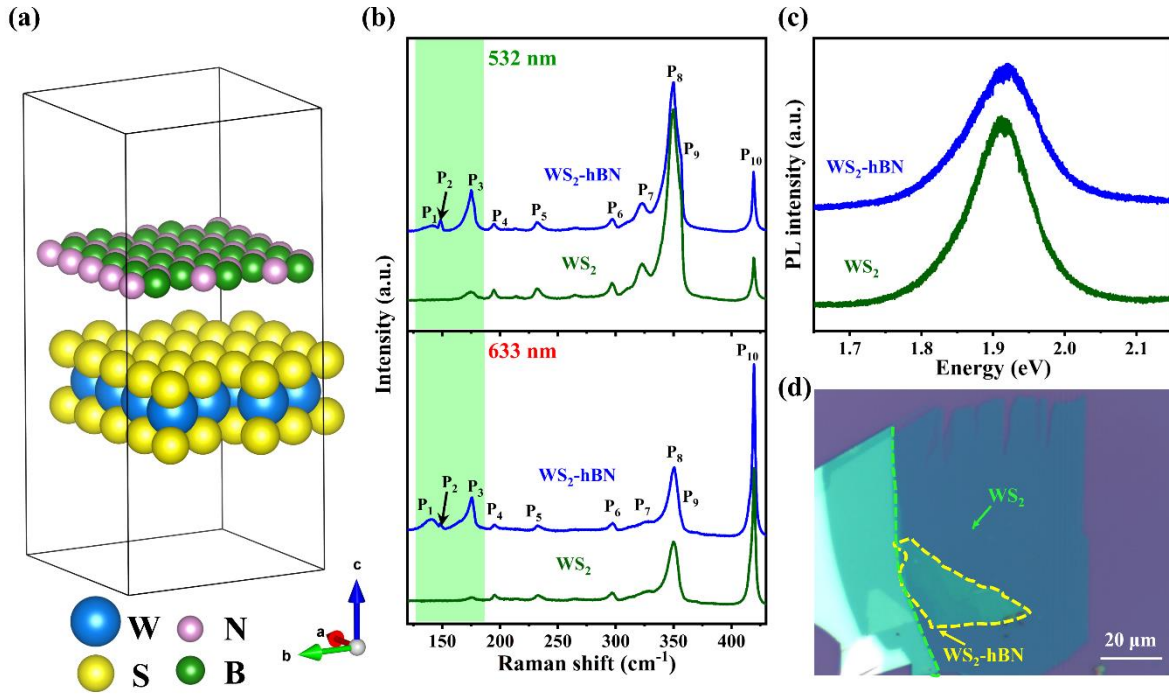 (a)
c
a
b
W
N
S
B
(b)
532 nm
P8
P9
P10
P1
P2
P3
P4
P5
P6
P7
WS2-hBN
WS2
633 nm
P10
P8
P9
P1
P2
P3
P4
P5
P6
P7
WS2-hBN
WS2
Intensity (a.u.)
150 200 250 300 350 400
Raman shift (cm-1)
(c)
WS2-hBN
WS2
PL intensity (a.u.)
1.7 1.8 1.9 2.0 2.1
Energy (eV)
(d)
WS2
WS2-hBN
20 μm